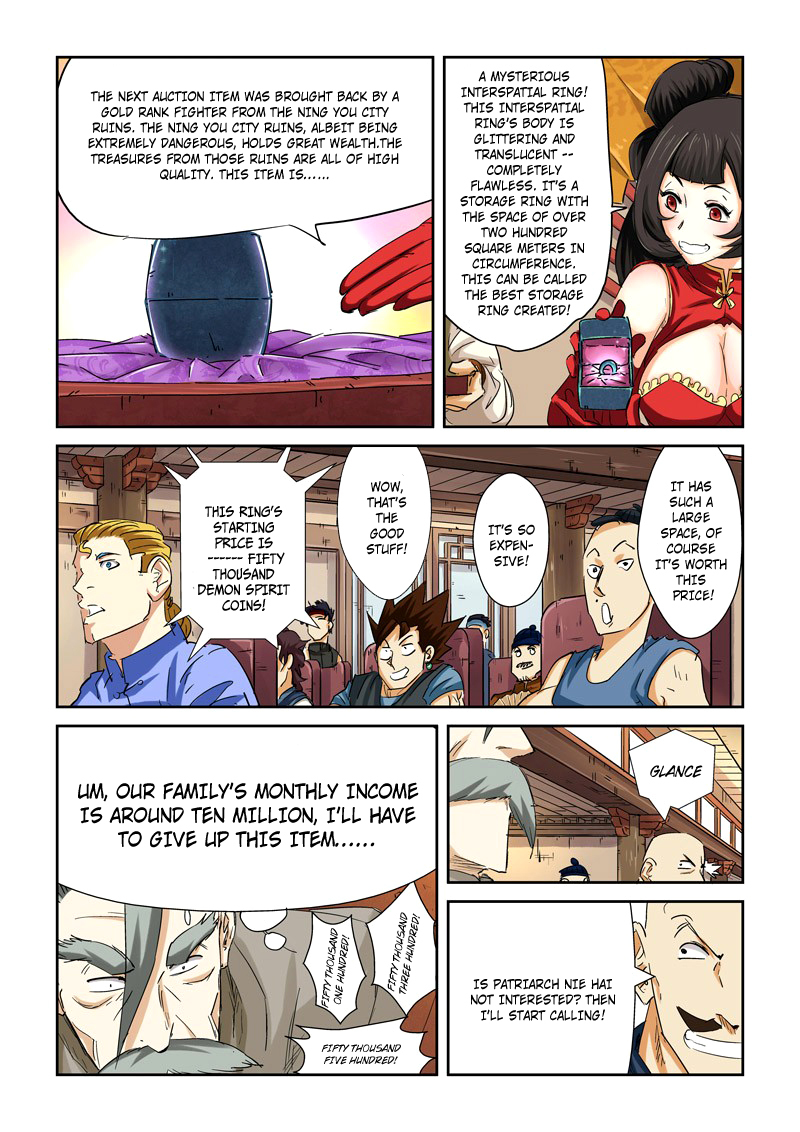 THE NEXT AUCTION ITEM WAS BROUGHT BACK BY A
GOLD RANK FIGHTER FROM THE NING YOU CITY
RUINS. THE NING YOU CITY RUINS, ALBEIT BEING
EXTREMELY DANGEROUS, HOLDS GREAT WEALTH.THE
TREASURES FROM THOSE RUINS ARE ALL OF HIGH
QUALITY. THIS ITEM IS......
A MYSTERIOUS
INTERSPATIAL RING!
THIS INTERSPATIAL
RING'S BODY IS
GLITTERING AND
TRANSLUCENT --
COMPLETELY
FLAWLESS. IT'S A
STORAGE RING WITH
THE SPACE OF OVER
TWO HUNDRED
SQUARE METERS IN
CIRCUMFERENCE.
THIS CAN BE CALLED
THE BEST STORAGE
RING CREATED!
THIS RING'S
STARTING
PRICE IS
------ FIFTY
THOUSAND
DEMON SPIRIT
COINS!
WOW,
THAT'S
THE
GOOD
STUFF!
IT'S SO
EXPEN-
SIVE!
IT HAS
SUCH A
LARGE
SPACE, OF
COURSE
IT'S WORTH
THIS
PRICE!
UM, OUR FAMILY'S MONTHLY INCOME
IS AROUND TEN MILLION, I'LL HAVE
TO GIVE UP THIS ITEM......
FIFTY THOUSAND
ONE HUNDRED!
FIFTY THOUSAND
THREE HUNDRED!
FIFTY THOUSAND
FIVE HUNDRED!
GLANCE
IS PATRIARCH NIE HAI
NOT INTERESTED? THEN
I'LL START CALLING!